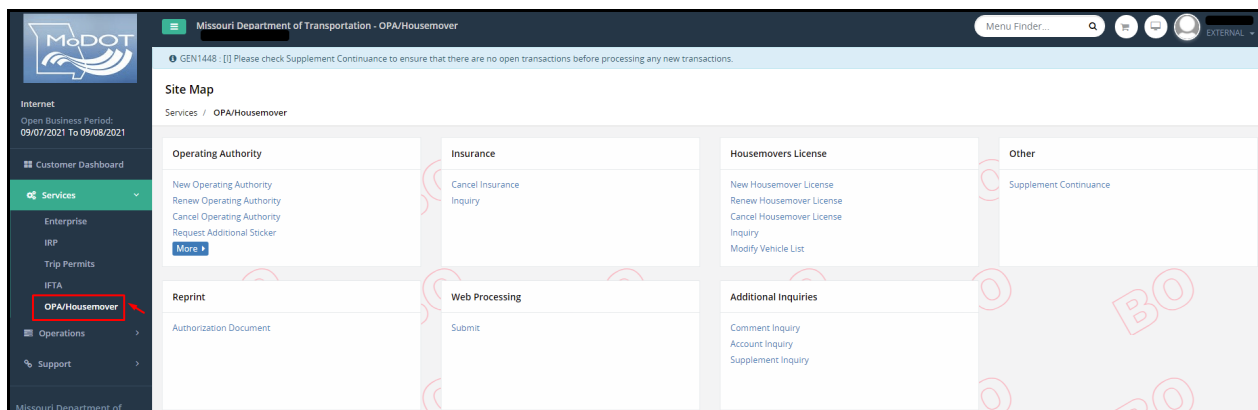 MoDOT
Missouri Department of Transportation - OPA/Housemover
Menu Finder...
EXTERNAL
GEN1448 : [I] Please check Supplement Continuance to ensure that there are no open transactions before processing any new transactions.
Internet
Open Business Period:
09/07/2021 To 09/08/2021
Customer Dashboard
Services
Enterprise
IRP
Trip Permits
IFTA
OPA/Housemover
Operations
Support
Missouri Department of
Site Map
Services / OPA/Housemover
Operating Authority
New Operating Authority
Renew Operating Authority
Cancel Operating Authority
Request Additional Sticker
More
Insurance
Cancel Insurance
Inquiry
Housemovers License
New Housemover License
Renew Housemover License
Cancel Housemover License
Inquiry
Modify Vehicle List
Other
Supplement Continuance
Reprint
Authorization Document
Web Processing
Submit
Additional Inquiries
Comment Inquiry
Account Inquiry
Supplement Inquiry
BO
BO